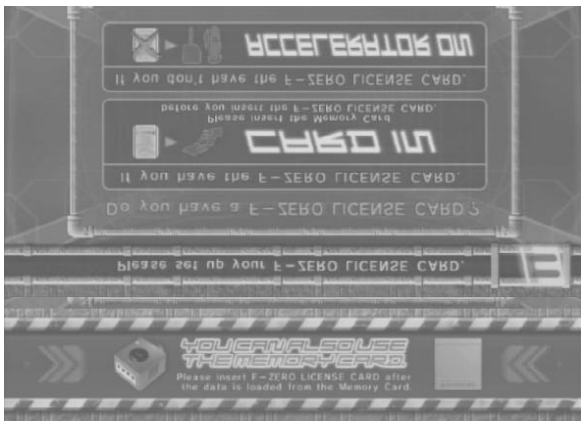 Please set up your F-ZERO LICENSE CARD. 13
Do you have a F-ZERO LICENSE CARD?
If you have the F-ZERO LICENSE CARD.
CARD IN
Please insert the Memory Card
before you insert the F-ZERO LICENSE CARD.
If you don't have the F-ZERO LICENSE CARD.
ACCELERATOR ON
YOU CAN ALSO USE
THE MEMORY CARD.
Please insert F-ZERO LICENSE CARD after
the data is loaded from the Memory Card.